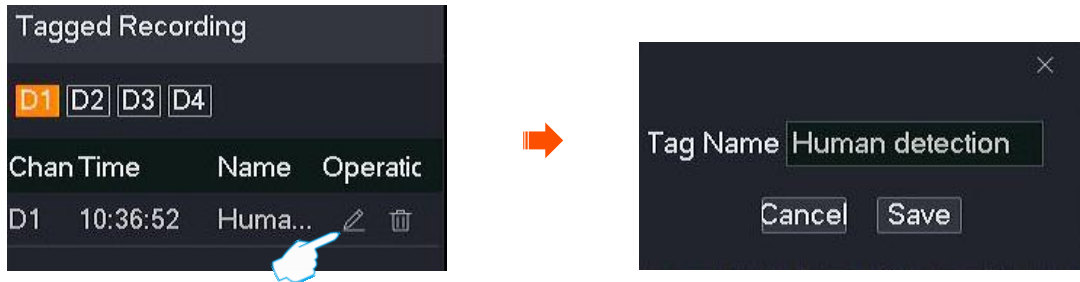 Tagged Recording
D1 D2 D3 D4
Chan Time Name Operatic
D1 10:36:52 Huma...
Tag Name Human detection
Cancel Save